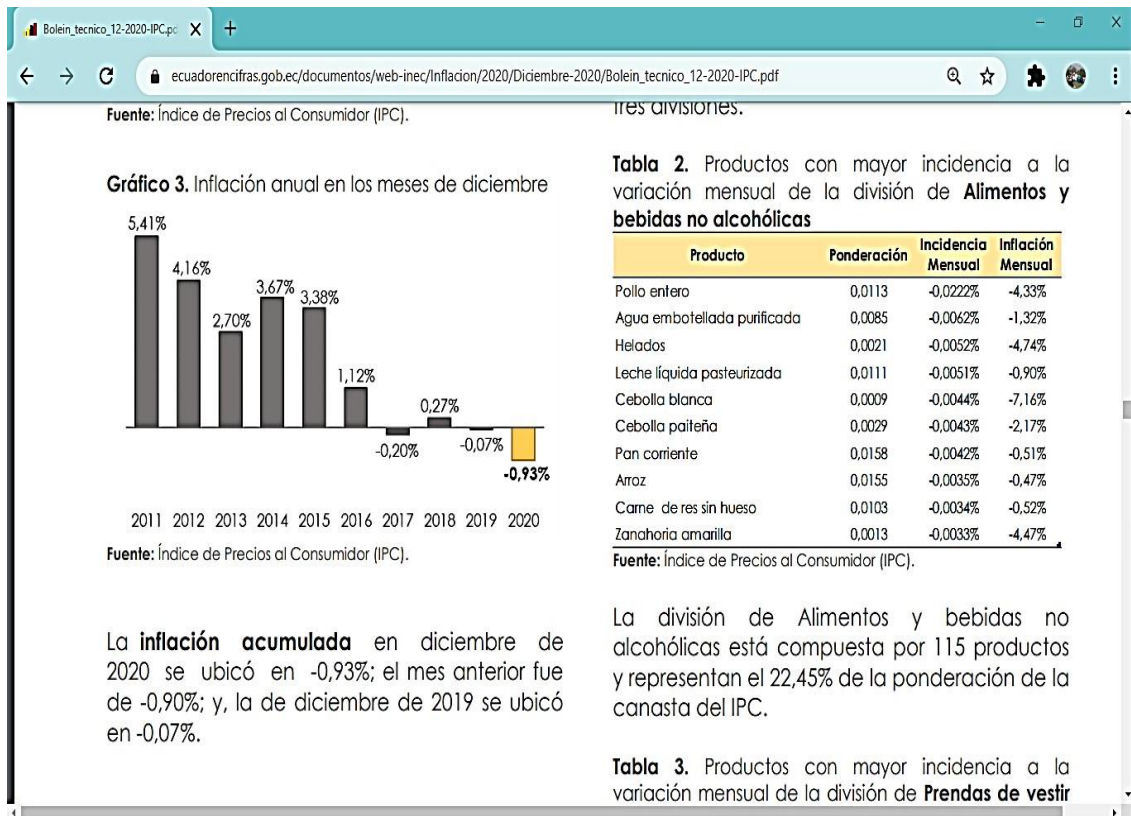 Bolein_tecnico_12-2020-IPC.pc
ecuadorencifras.gob.ec/documentos/web-inec/Inflacion/2020/Diciembre-2020/Bolein_tecnico_12-2020-IPC.pdf
Fuente: Índice de Precios al Consumidor (IPC).
Gráfico 3. Inflación anual en los meses de diciembre
5,41%
4,16%
2,70%
3,67%
3,38%
1,12%
-0,20%
0,27%
-0,07%
-0,93%
2011 2012 2013 2014 2015 2016 2017 2018 2019 2020
Fuente: Índice de Precios al Consumidor (IPC).
La inflación acumulada en diciembre de
2020 se ubicó en -0,93%; el mes anterior fue
de -0,90%; y, la de diciembre de 2019 se ubicó
en -0,07%.
Tres divisiones.
Tabla 2. Productos con mayor incidencia a la
variación mensual de la división de Alimentos y
bebidas no alcohólicas
Producto Ponderación Incidencia Mensual Inflación Mensual
Pollo entero 0,0113 -0,0222% -4,33%
Agua embotellada purificada 0,0085 -0,0062% -1,32%
Helados 0,0021 -0,0052% -4,74%
Leche líquida pasteurizada 0,0111 -0,0051% -0,90%
Cebolla blanca 0,0009 -0,0044% -7,16%
Cebolla paiteña 0,0029 -0,0043% -2,17%
Pan corriente 0,0158 -0,0042% -0,51%
Arroz 0,0155 -0,0035% -0,47%
Carne de res sin hueso 0,0103 -0,0034% -0,52%
Zanahoria amarilla 0,0013 -0,0033% -4,47%
Fuente: Índice de Precios al Consumidor (IPC).
La división de Alimentos y bebidas no
alcohólicas está compuesta por 115 productos
y representan el 22,45% de la ponderación de la
canasta del IPC.
Tabla 3. Productos con mayor incidencia a la
variación mensual de la división de Prendas de vestir